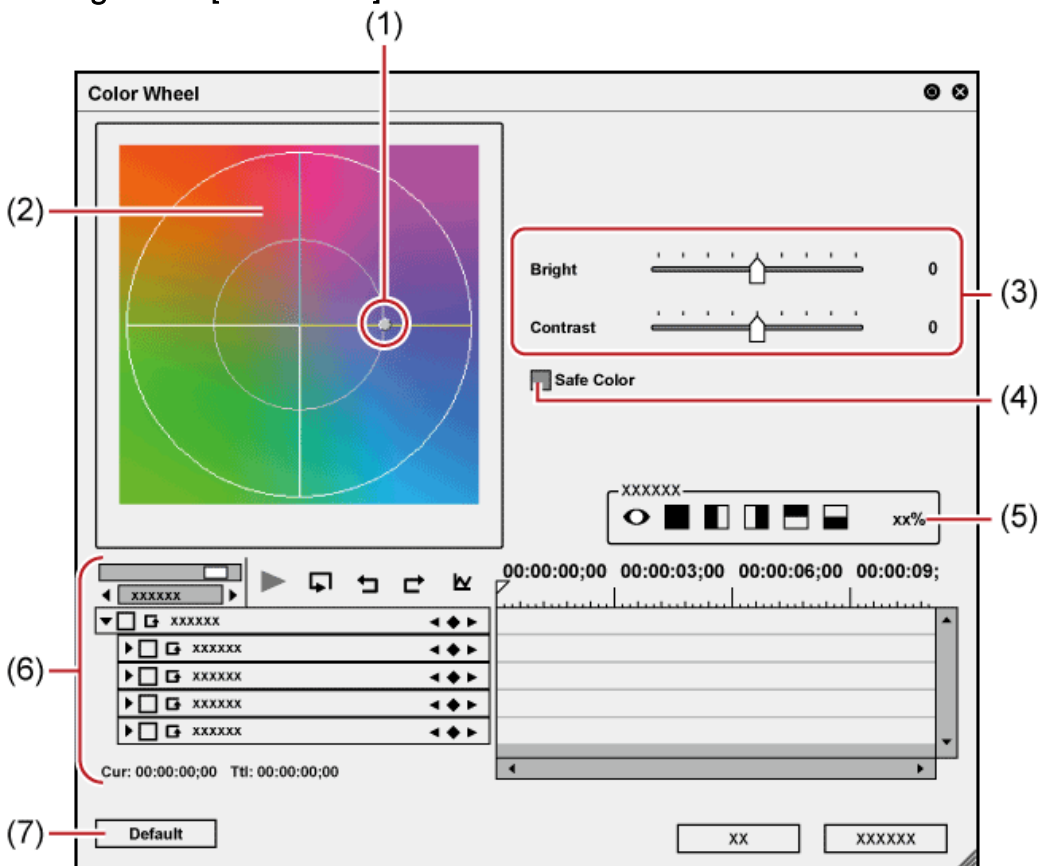 (1)
Color Wheel
(2)
Bright 0
(3)
Contrast 0
Safe Color
(4)
XXXXXX
xx%
(5)
00:00:00;00 00:00:03;00 00:00:06;00 00:00:09;
xxxxxx
xxxxxx
xxxxxx
(6)
xxxxxx
xxxxxx
xxxxxx
Cur: 00:00:00;00 Ttl: 00:00:00;00
(7)
Default
XX
XXXXXX